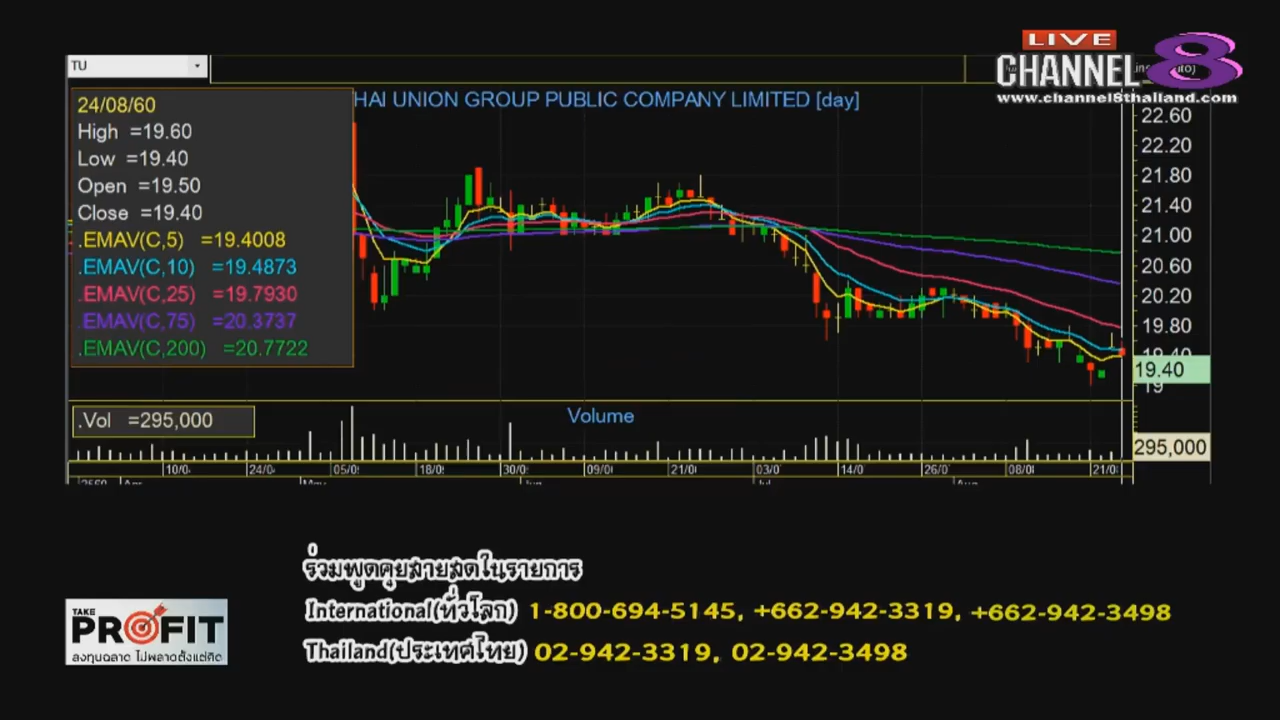 LIVE
CHANNEL 8
www.channel8thailand.com
TU
24/08/60
High =19.60
Low =19.40
Open =19.50
Close =19.40
.EMAV(C,5) =19.4008
.EMAV(C,10) =19.4873
.EMAV(C,25) =19.7930
.EMAV(C,75) =20.3737
.EMAV(C,200) =20.7722
HAI UNION GROUP PUBLIC COMPANY LIMITED [day]
22.60
22.20
21.80
21.40
21.00
20.60
20.20
19.80
19.40
19.40
19
.Vol =295,000
Volume
295,000
10/0 24/0 05/0 18/0 30/0 09/0 21/0 03/0 14/0 26/0 08/0 21/0
2560 Apr May Jun Jul Aug
ร่วมพูดคุยสายสดในรายการ
International(ทั่วโลก) 1-800-694-5145, +662-942-3319, +662-942-3498
Thailand(ประเทศไทย) 02-942-3319, 02-942-3498
TAKE
PROFIT
ลงทุนฉลาด ไม่พลาดตั้งแต่คิด